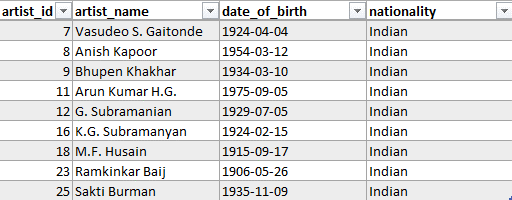 artist_id artist_name date_of_birth nationality
7 Vasudeo S. Gaitonde 1924-04-04 Indian
8 Anish Kapoor 1954-03-12 Indian
9 Bhupen Khakhar 1934-03-10 Indian
11 Arun Kumar H.G. 1975-09-05 Indian
12 G. Subramanian 1929-07-05 Indian
16 K.G. Subramanyan 1924-02-15 Indian
18 M.F. Husain 1915-09-17 Indian
23 Ramkinkar Baij 1906-05-26 Indian
25 Sakti Burman 1935-11-09 Indian